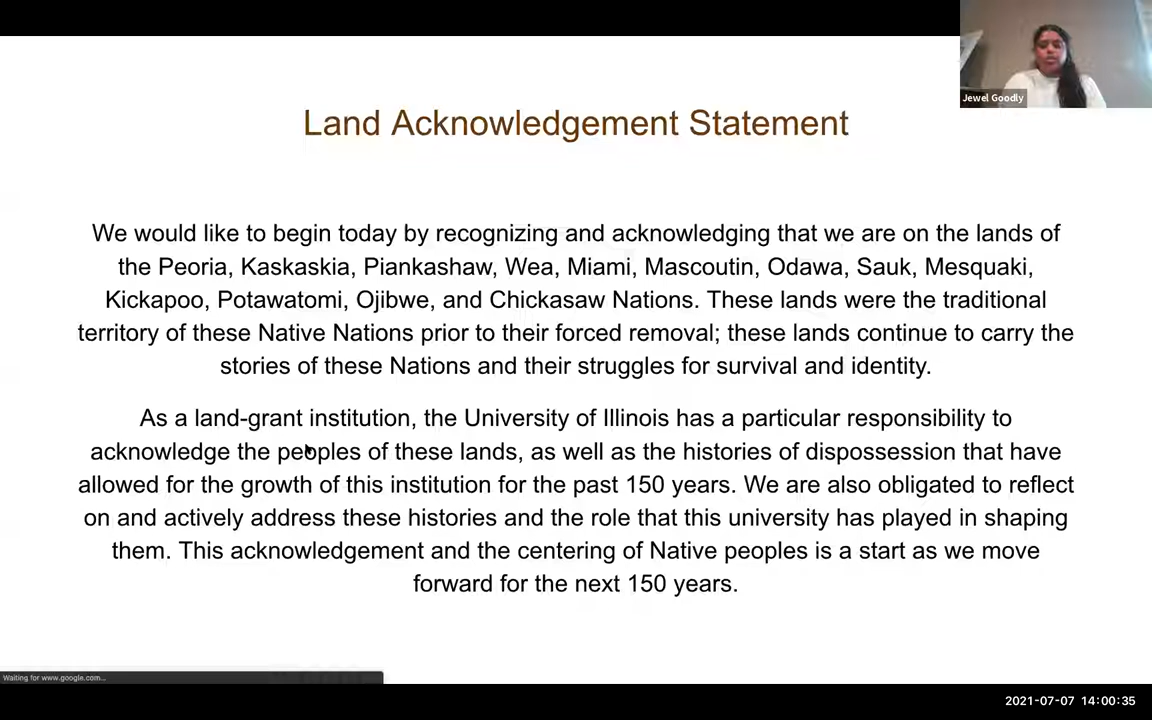 Jewel Goodly
Land Acknowledgement Statement
We would like to begin today by recognizing and acknowledging that we are on the lands of
the Peoria, Kaskaskia, Piankashaw, Wea, Miami, Mascoutin, Odawa, Sauk, Mesquaki,
Kickapoo, Potawatomi, Ojibwe, and Chickasaw Nations. These lands were the traditional
territory of these Native Nations prior to their forced removal; these lands continue to carry the
stories of these Nations and their struggles for survival and identity.
As a land-grant institution, the University of Illinois has a particular responsibility to
acknowledge the peoples of these lands, as well as the histories of dispossession that have
allowed for the growth of this institution for the past 150 years. We are also obligated to reflect
on and actively address these histories and the role that this university has played in shaping
them. This acknowledgement and the centering of Native peoples is a start as we move
forward for the next 150 years.
Waiting for www.google.com...
2021-07-07 14:00:35